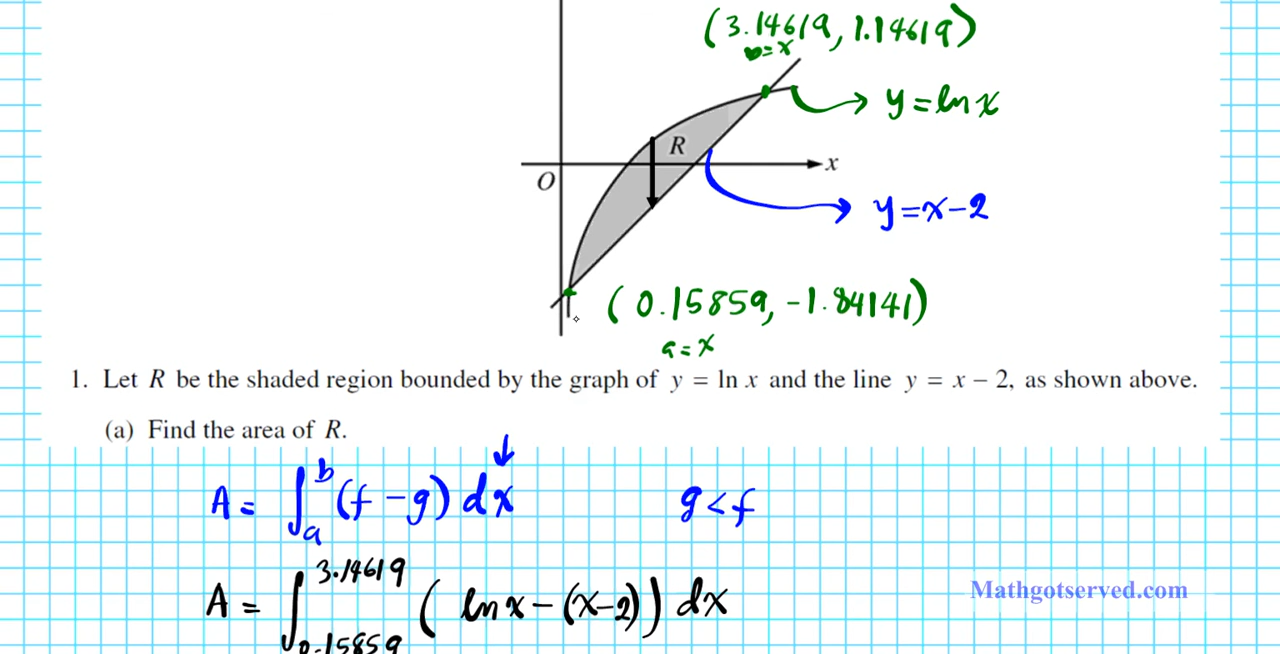 (3.14619, 1.14619)
b=x
y=ln x
R
x
O
y=x-2
(0.15859, -1.84141)
a=x
1. Let R be the shaded region bounded by the graph of y = ln x and the line y = x − 2, as shown above.
(a) Find the area of R.
A = ∫_a^b (f - g) dx g<f
A = ∫_0.15859^3.14619 ( ln x - (x-2)) dx
Mathgotserved.com